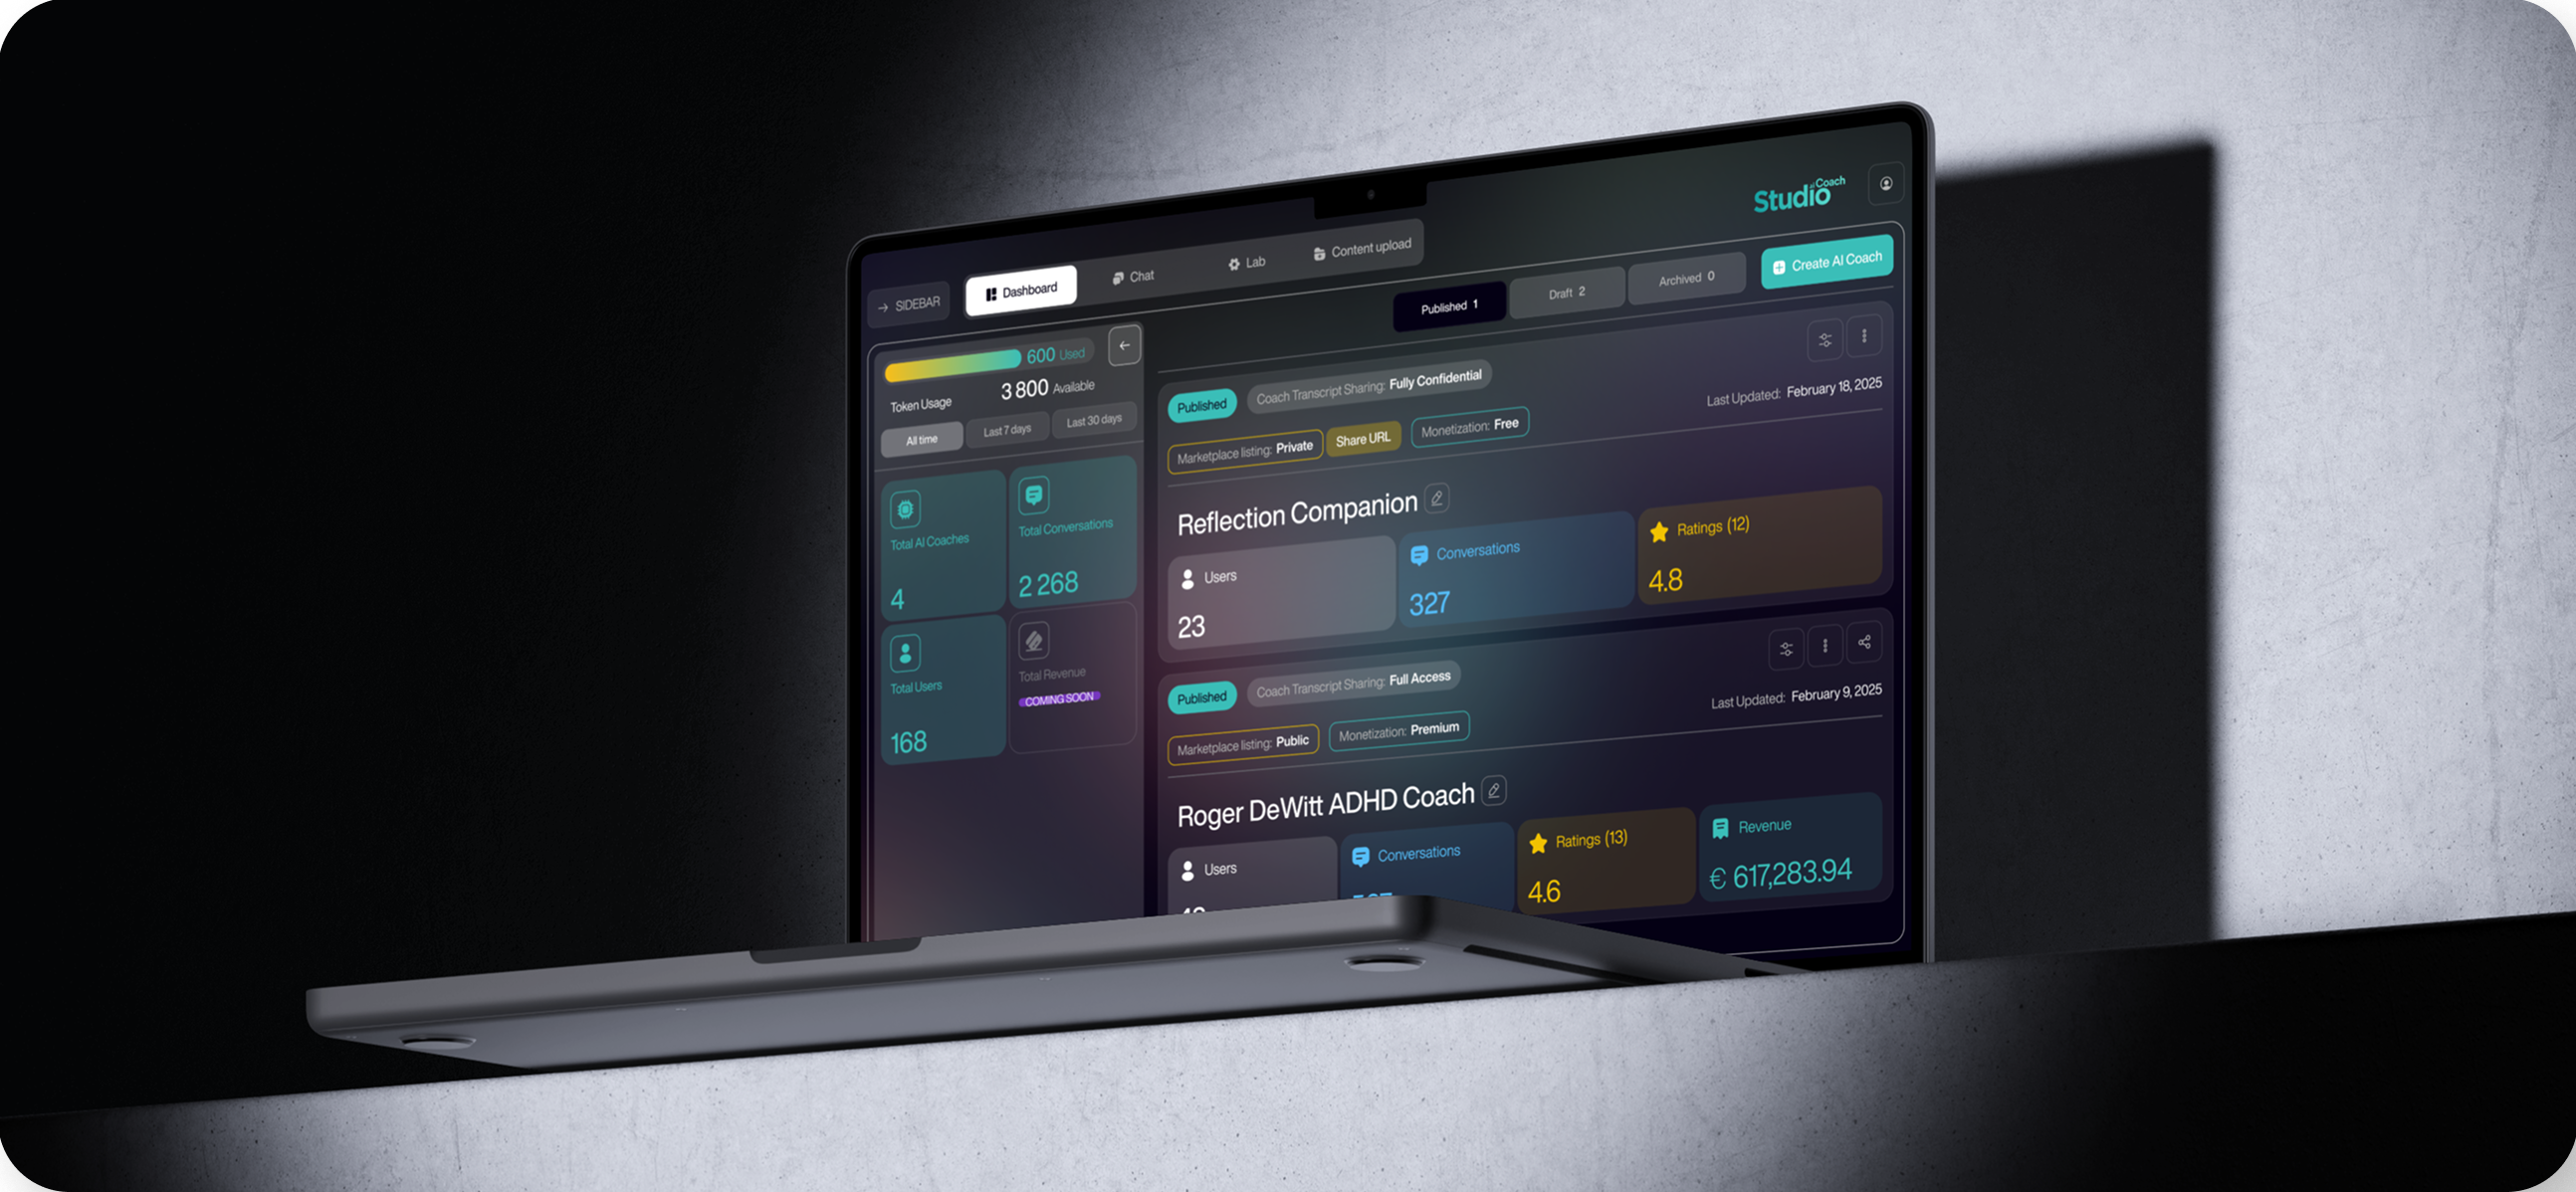 Studio Coach
SIDEBAR
Dashboard
Chat
Lab
Content upload
Published 1
Draft 2
Archived 0
Create AI Coach
600 Used
3 800 Available
Token Usage
All time
Last 7 days
Last 30 days
Total AI Coaches
4
Total Conversations
2 268
Total Users
168
Total Revenue
COMING SOON
Published
Coach Transcript Sharing: Fully Confidential
Last Updated: February 18, 2025
Marketplace listing: Private
Share URL
Monetization: Free
Reflection Companion
Users
23
Conversations
327
Ratings (12)
4.8
Published
Coach Transcript Sharing: Full Access
Last Updated: February 9, 2025
Marketplace listing: Public
Monetization: Premium
Roger DeWitt ADHD Coach
Users
Conversations
Ratings (13)
4.6
Revenue
€ 617,283.94